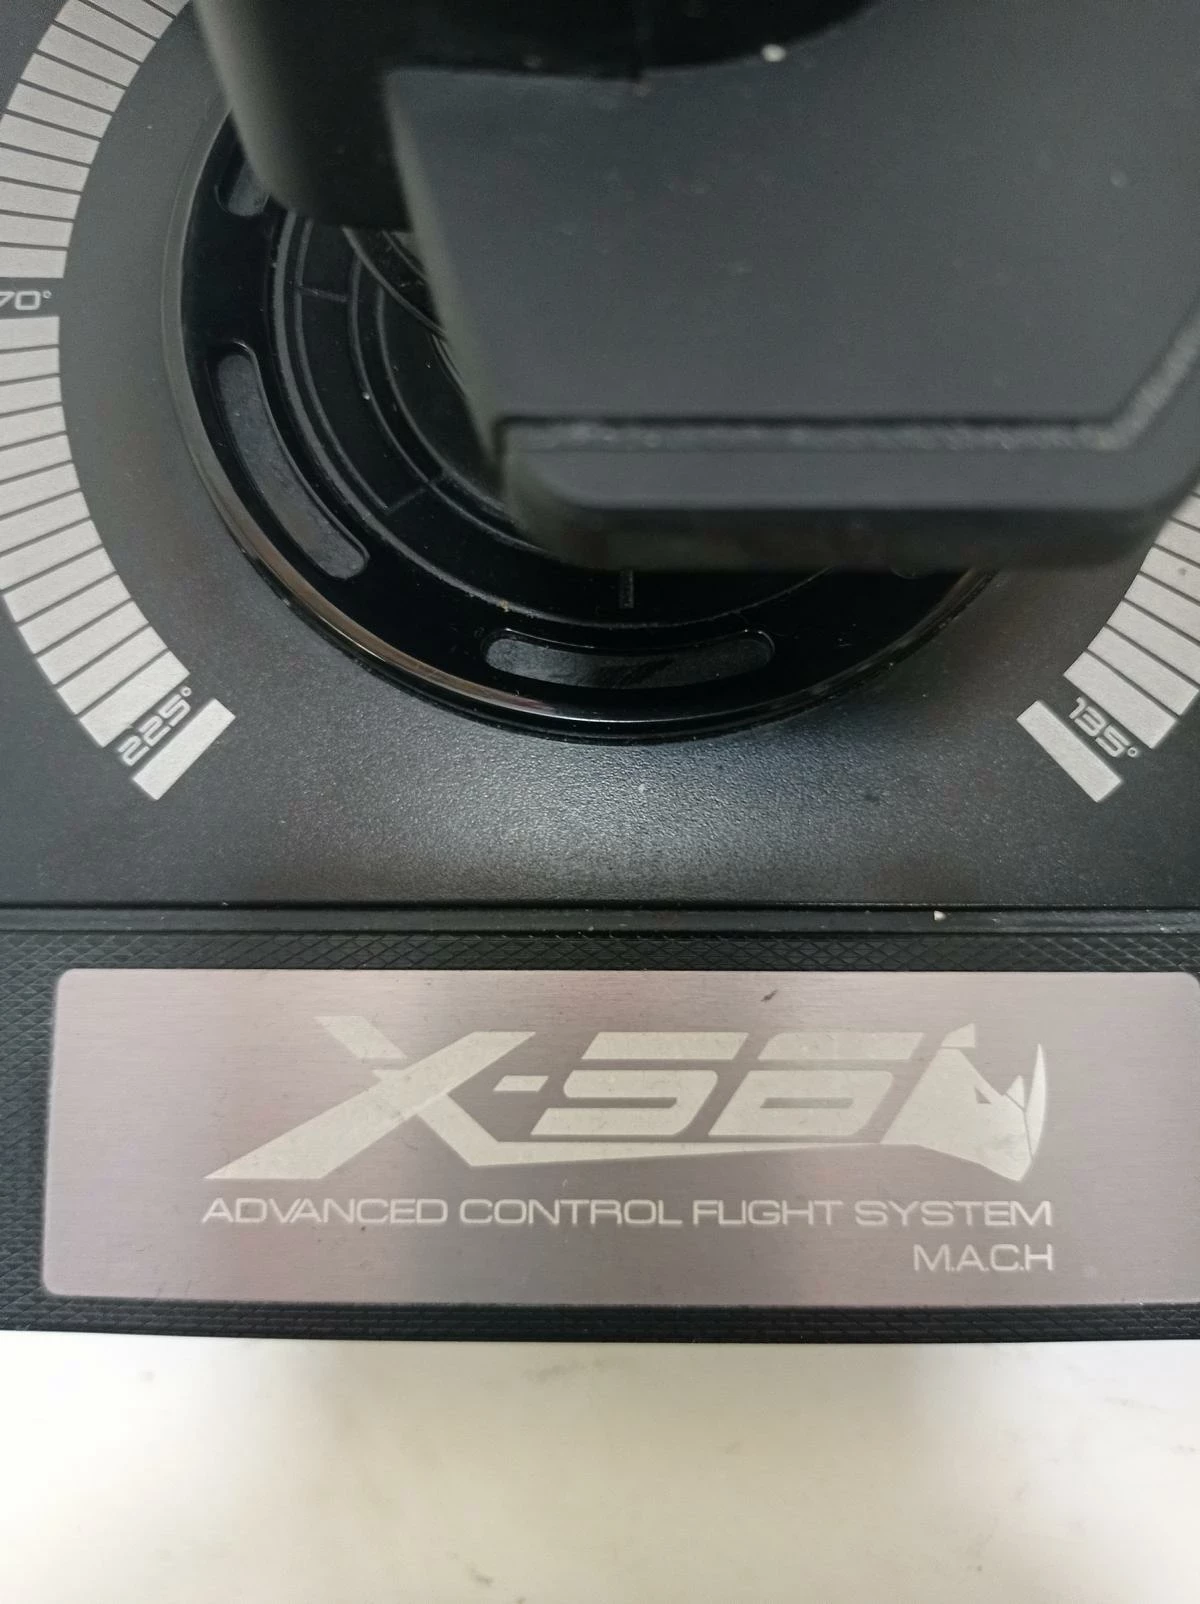 70°
225°
135°
X-56
ADVANCED CONTROL FLIGHT SYSTEM
M.A.C.H